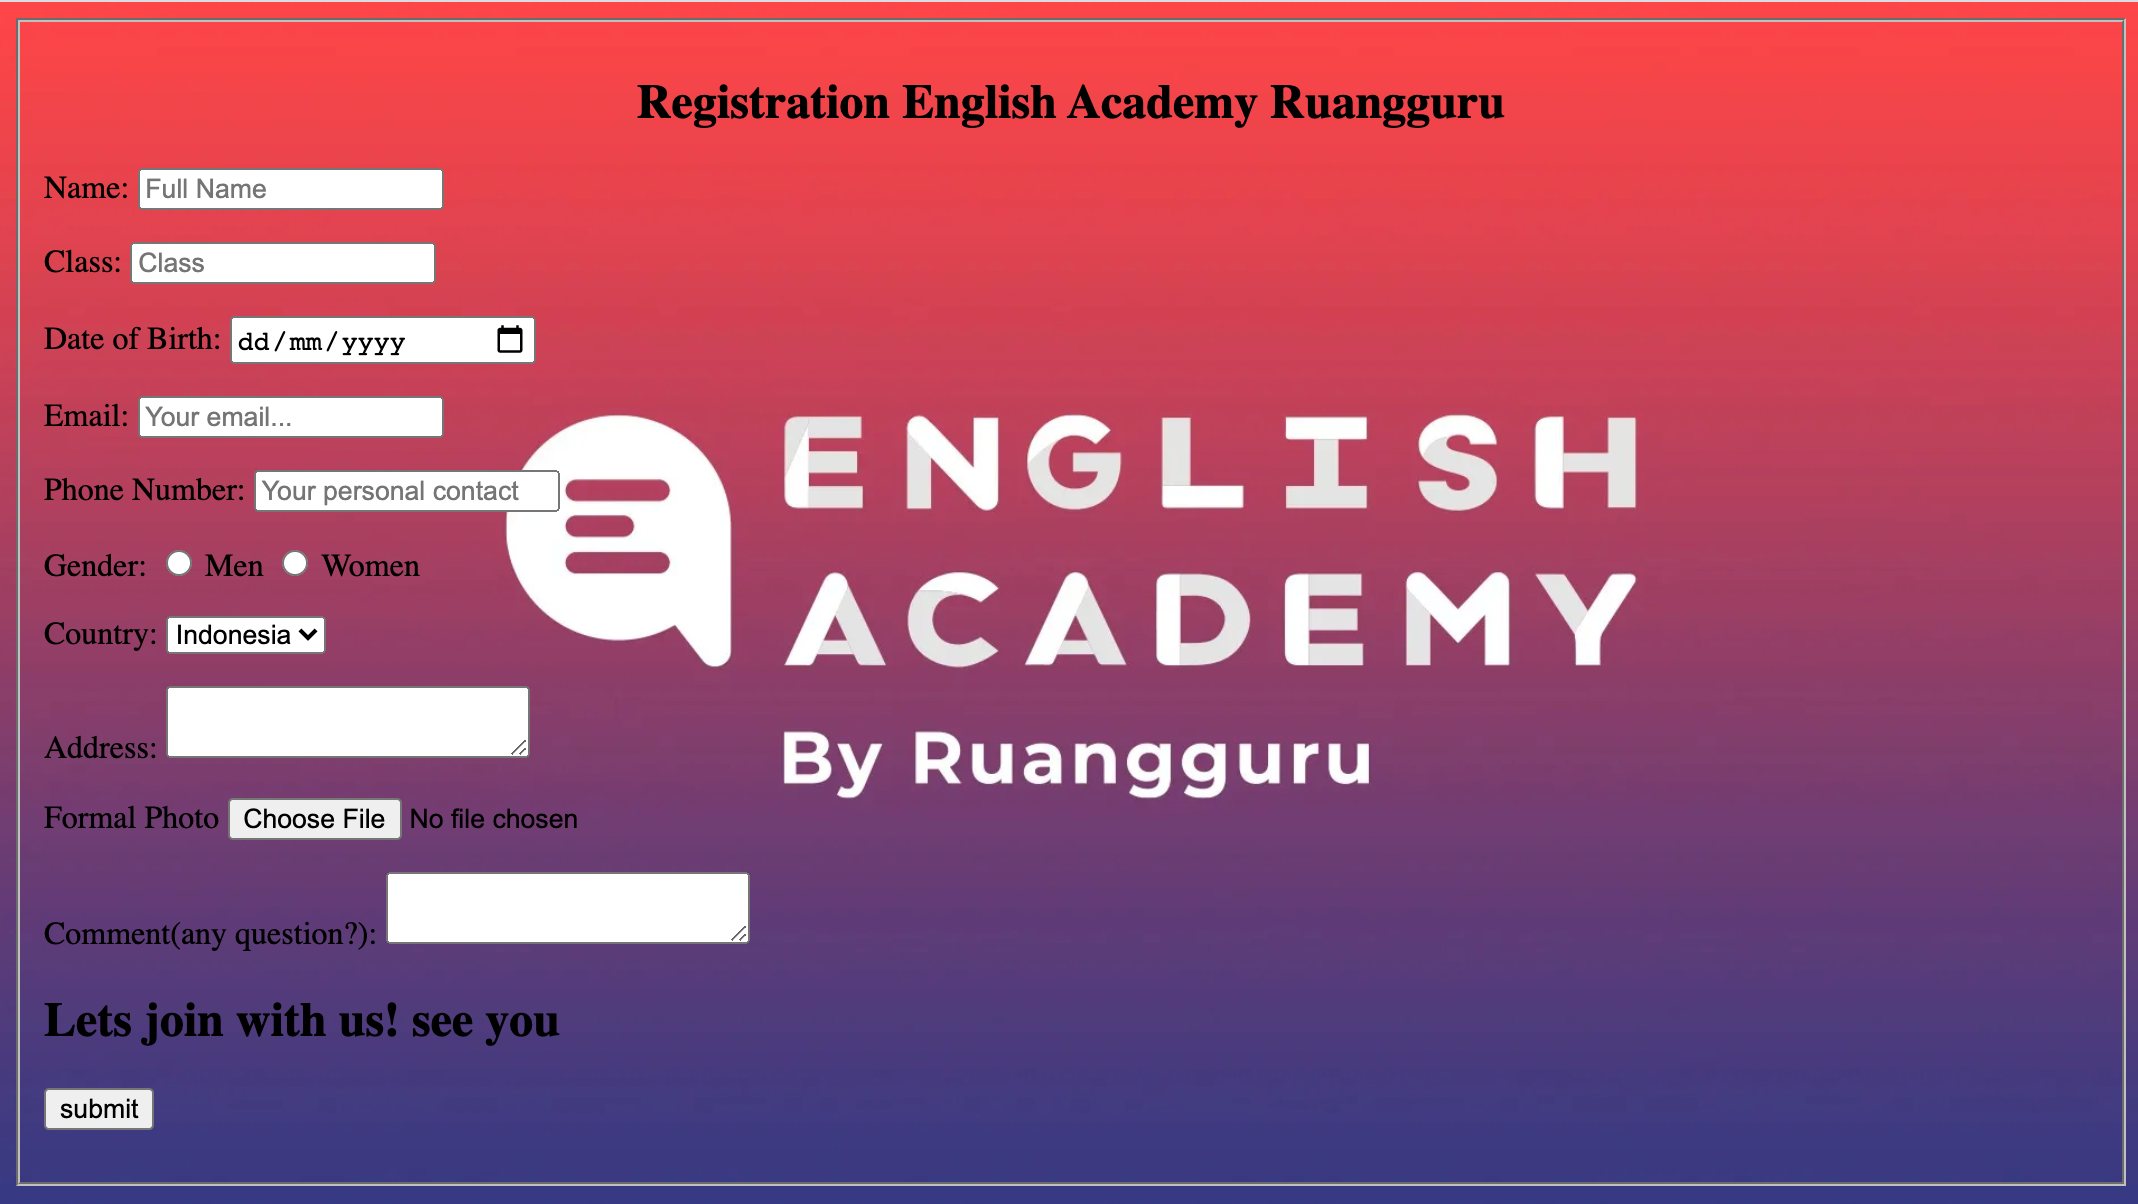 Registration English Academy Ruangguru
Name: Full Name
Class: Class
Date of Birth: dd/mm/yyyy
Email: Your email...
Phone Number: Your personal contact
Gender: Men Women
Country: Indonesia
Address:
Formal Photo Choose File No file chosen
Comment(any question?):
Lets join with us! see you
submit
ENGLISH
ACADEMY
By Ruangguru